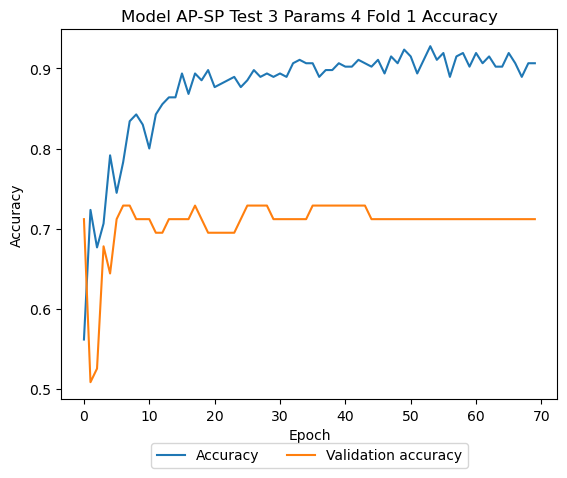 Model AP-SP Test 3 Params 4 Fold 1 Accuracy
0.9
0.8
0.7
0.6
0.5
Accuracy
0 10 20 30 40 50 60 70
Epoch
Accuracy Validation accuracy